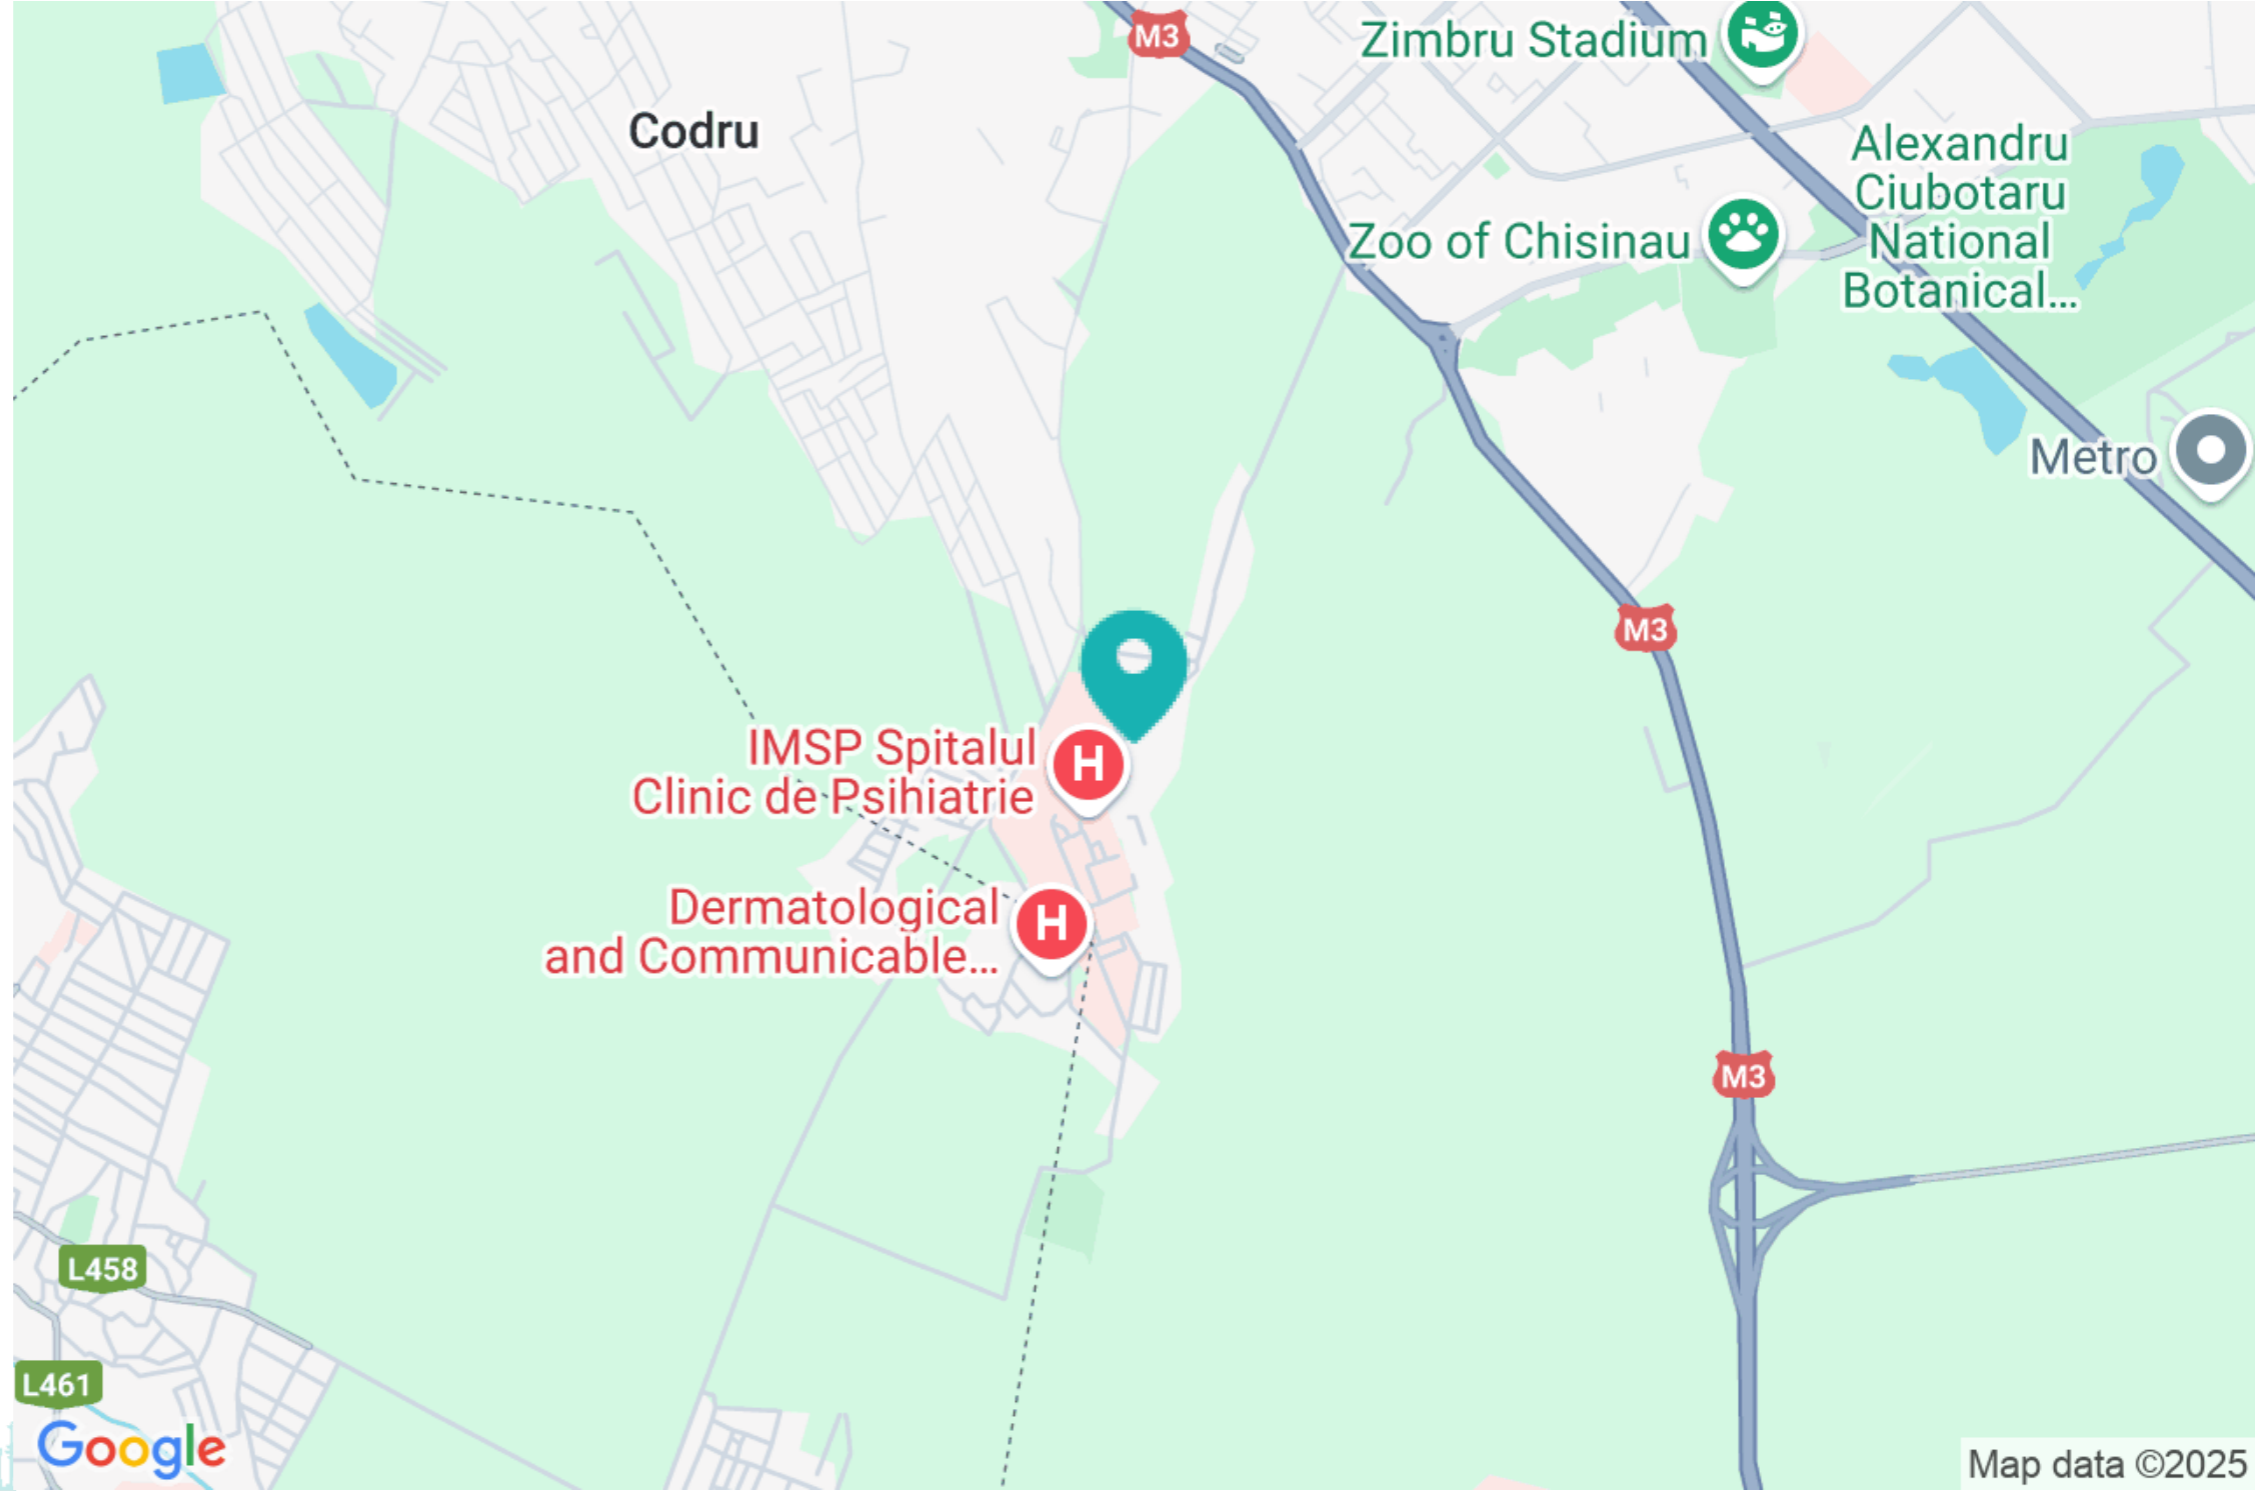 M3
Zimbru Stadium
Codru
Alexandru
Ciubotaru
National
Botanical...
Zoo of Chisinau
Metro
M3
IMSP Spitalul
Clinic de Psihiatrie
H
Dermatological
and Communicable...
H
M3
L458
L461
Google
Map data ©2025